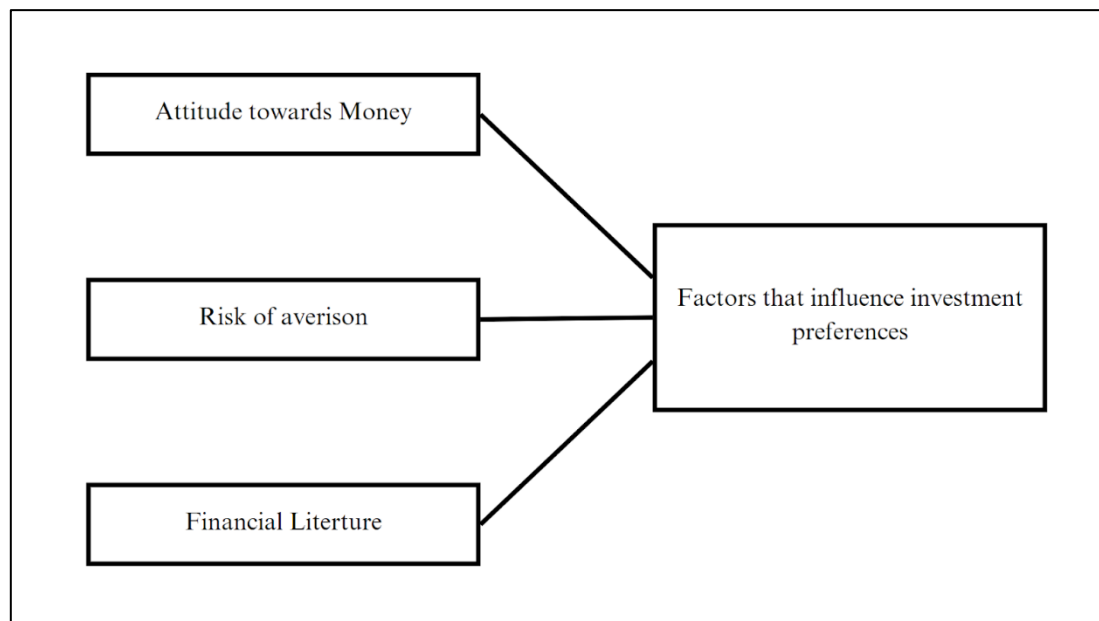 Attitude towards Money
Risk of averison
Financial Literture
Factors that influence investment
preferences